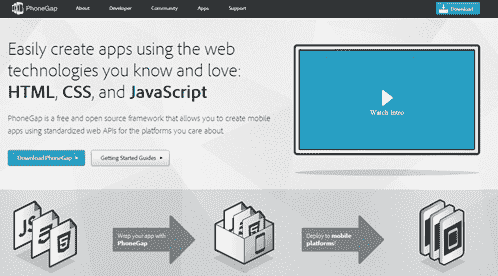 PhoneGap About Developer Community Apps Support Download
Easily create apps using the web
technologies you know and love:
HTML, CSS, and JavaScript
PhoneGap is a free and open source framework that allows you to create mobile
apps using standardized web APIs for the platforms you care about.
Watch Intro
Download PhoneGap Getting Started Guides
JS
Wrap your app with
PhoneGap
Deploy to mobile
platforms!